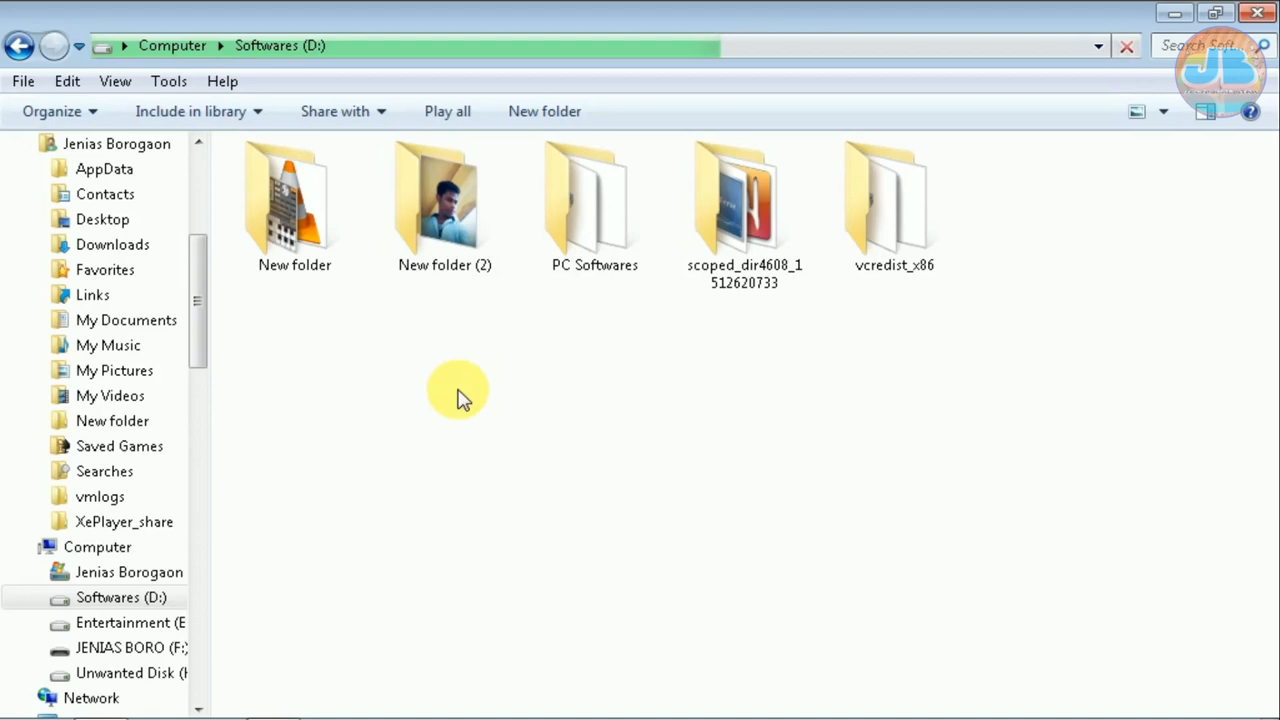 Computer Softwares (D:) Search Soft...
File Edit View Tools Help
Organize Include in library Share with Play all New folder
Jenias Borogaon
AppData
Contacts
Desktop
Downloads
Favorites
Links
My Documents
My Music
My Pictures
My Videos
New folder
Saved Games
Searches
vmlogs
XePlayer_share
Computer
Jenias Borogaon
Softwares (D:)
Entertainment (E
JENIAS BORO (F:)
Unwanted Disk (H
Network
New folder
New folder (2)
PC Softwares
scoped_dir4608_1
512620733
vcredist_x86
JB